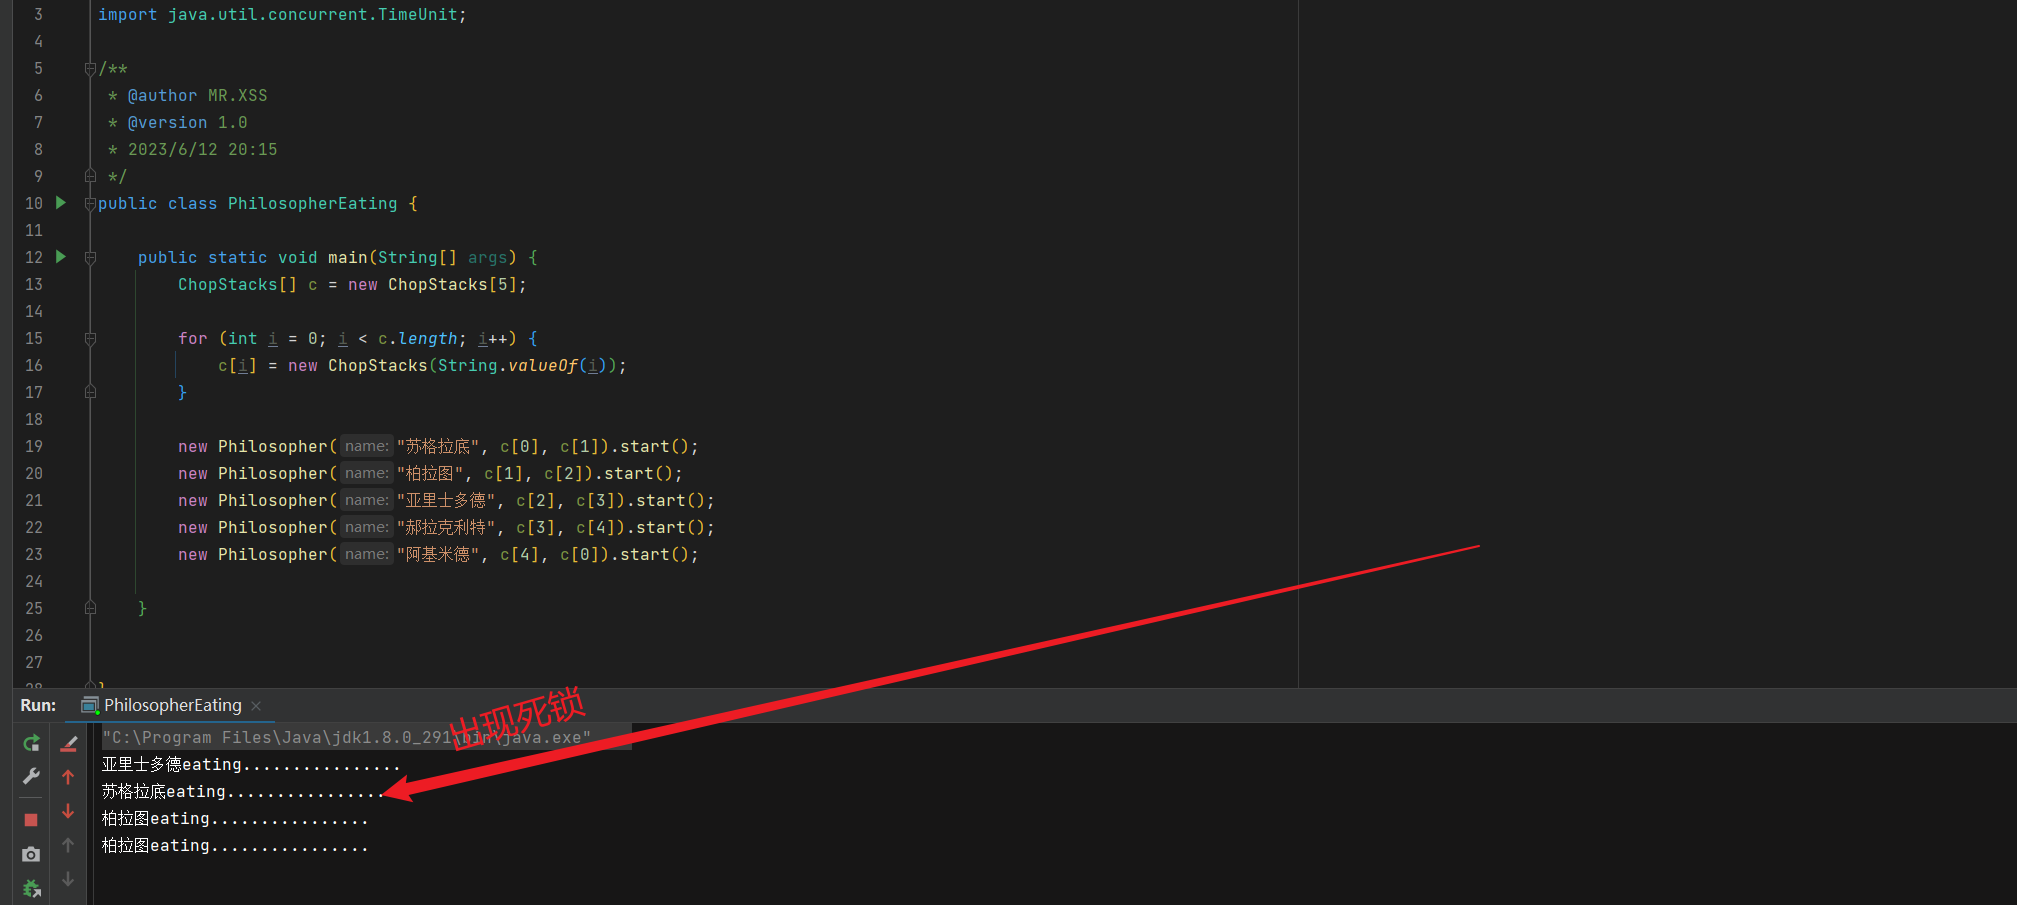 3 import java.util.concurrent.TimeUnit;
4
5 /**
6 * @author MR.XSS
7 * @version 1.0
8 * 2023/6/12 20:15
9 */
10 public class PhilosopherEating {
11
12 public static void main(String[] args) {
13 ChopStacks[] c = new ChopStacks[5];
14
15 for (int i = 0; i < c.length; i++) {
16 c[i] = new ChopStacks(String.valueOf(i));
17 }
18
19 new Philosopher( name: "苏格拉底", c[0], c[1]).start();
20 new Philosopher( name: "柏拉图", c[1], c[2]).start();
21 new Philosopher( name: "亚里士多德", c[2], c[3]).start();
22 new Philosopher( name: "郝拉克利特", c[3], c[4]).start();
23 new Philosopher( name: "阿基米德", c[4], c[0]).start();
24
25 }
26
27
28 }
Run: PhilosopherEating ×
出现死锁
"C:\Program Files\Java\jdk1.8.0_291\bin\java.exe"
亚里士多德eating................
苏格拉底eating................
柏拉图eating................
柏拉图eating................